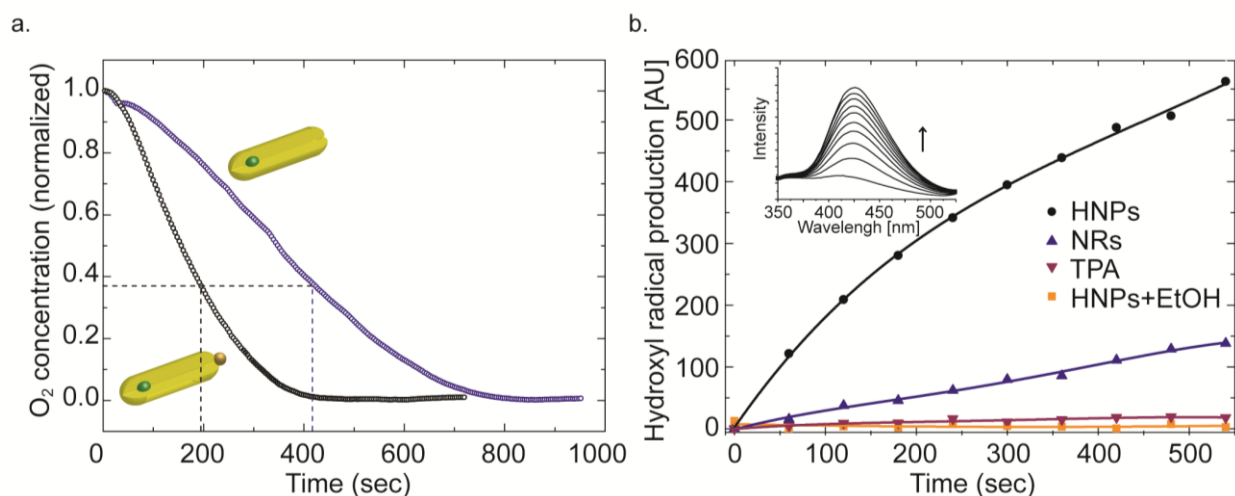 a.
O₂ concentration (normalized)
1.0
0.8
0.6
0.4
0.2
0.0
0 200 400 600 800 1000
Time (sec)
b.
Hydroxyl radical production [AU]
600
500
400
300
200
100
0
Intensity
350 400 450 500
Wavelengh [nm]
HNPs
NRs
TPA
HNPs+EtOH
0 100 200 300 400 500
Time (sec)